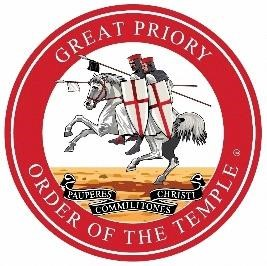 GREAT PRIORY
PAUPERES COMMILITONES CHRISTI
ORDER OF THE TEMPLE ®